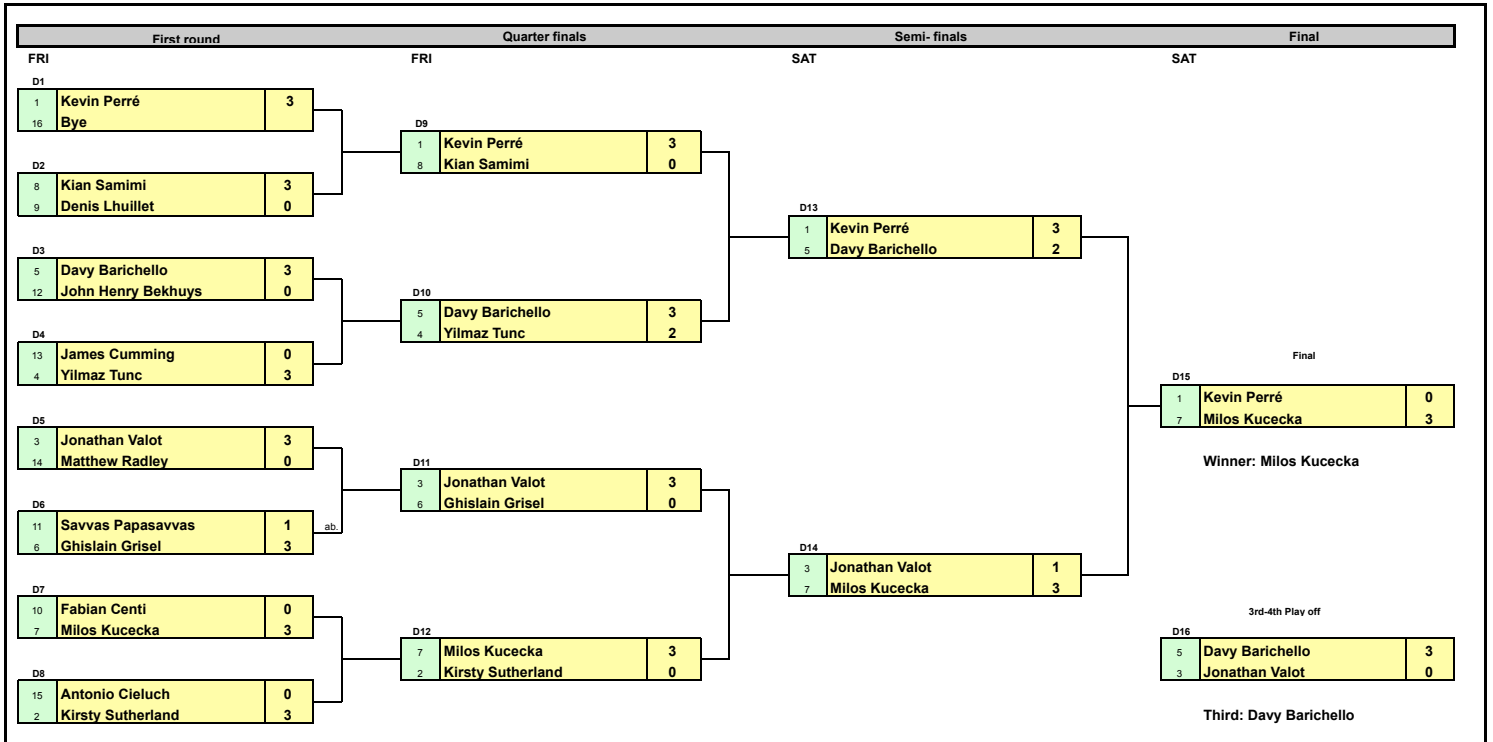 First round Quarter finals Semi- finals Final
FRI FRI SAT SAT
D1
1 Kevin Perré 3
16 Bye
D2
8 Kian Samimi 3
9 Denis Lhuillet 0
D3
5 Davy Barichello 3
12 John Henry Bekhuys 0
D4
13 James Cumming 0
4 Yilmaz Tunc 3
D5
3 Jonathan Valot 3
14 Matthew Radley 0
D6
11 Savvas Papasavvas 1 ab.
6 Ghislain Grisel 3
D7
10 Fabian Centi 0
7 Milos Kucecka 3
D8
15 Antonio Cieluch 0
2 Kirsty Sutherland 3
D9
1 Kevin Perré 3
8 Kian Samimi 0
D10
5 Davy Barichello 3
4 Yilmaz Tunc 2
D11
3 Jonathan Valot 3
6 Ghislain Grisel 0
D12
7 Milos Kucecka 3
2 Kirsty Sutherland 0
D13
1 Kevin Perré 3
5 Davy Barichello 2
D14
3 Jonathan Valot 1
7 Milos Kucecka 3
Final
D15
1 Kevin Perré 0
7 Milos Kucecka 3
Winner: Milos Kucecka
3rd-4th Play off
D16
5 Davy Barichello 3
3 Jonathan Valot 0
Third: Davy Barichello